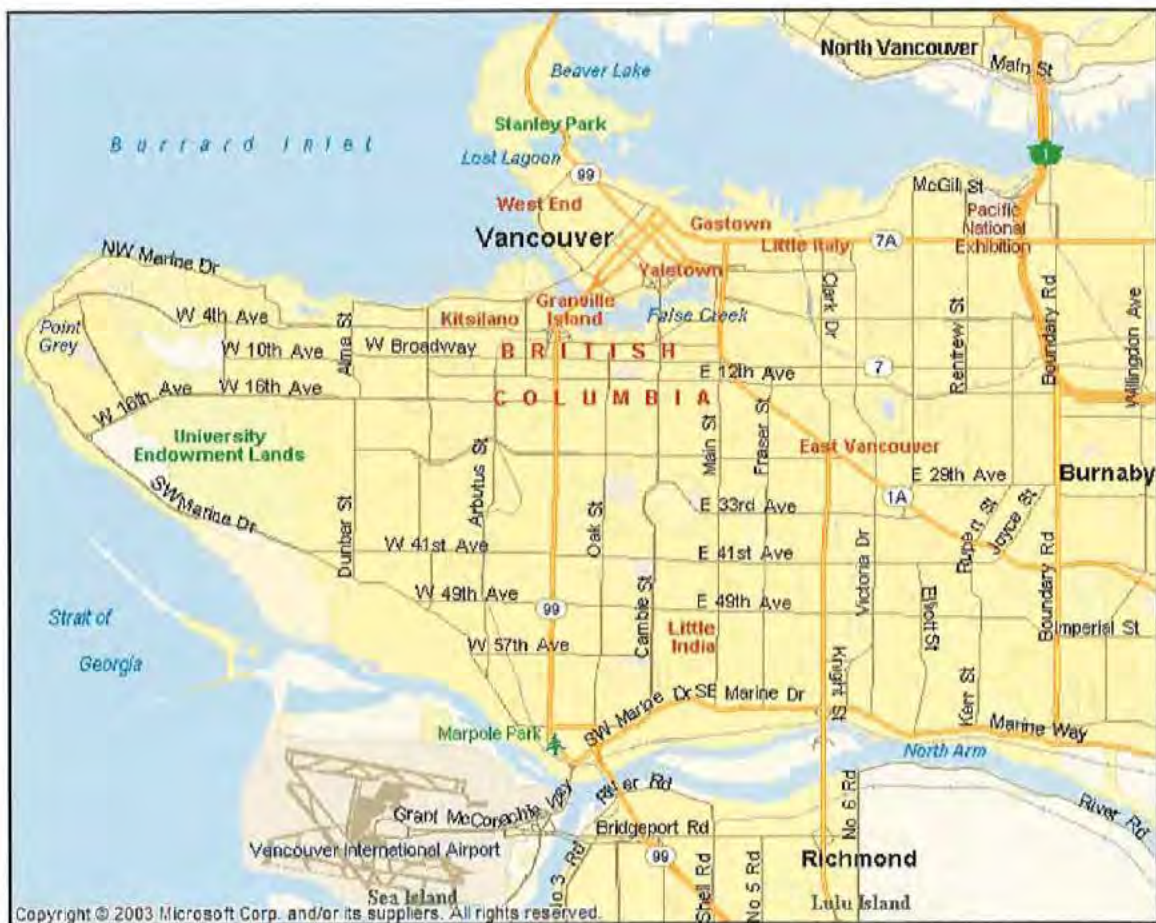 North Vancouver
Main St
Beaver Lake
Stanley Park
Burrard Inlet
Lost Lagoon
99
1
McGill St
West End
Pacific
National
Exhibition
Gastown
Vancouver
Little Italy
7A
NW Marine Dr
Yaletown
Granville
Island
False Creek
Clark Dr
Renfrew St
Boundary Rd
Willingdon Ave
Point
Grey
W 4th Ave
Kitsilano
Alma St
W 10th Ave
W Broadway
BRITISH
E 12th Ave
7
W 16th Ave
W 16th Ave
COLUMBIA
University
Endowment Lands
Main St
Fraser St
East Vancouver
Burnaby
E 29th Ave
1A
SW Marine Dr
Arbutus St
Oak St
E 33rd Ave
Rupert St
Joyce St
Dunbar St
W 41st Ave
E 41st Ave
Victoria Dr
Boundary Rd
W 49th Ave
99
E 49th Ave
Elliott St
Imperial St
Strait of
Georgia
Cambie St
Little
India
W 57th Ave
Knight St
Kerr St
SW Marine Dr
SE Marine Dr
Marine Way
Marpole Park
North Arm
River Rd
Grant McConachie Way
Bridgeport Rd
No 6 Rd
River Rd
Vancouver International Airport
99
Richmond
Sea Island
No 3 Rd
Shell Rd
No 5 Rd
Lulu Island
Copyright © 2003 Microsoft Corp. and/or its suppliers. All rights reserved.